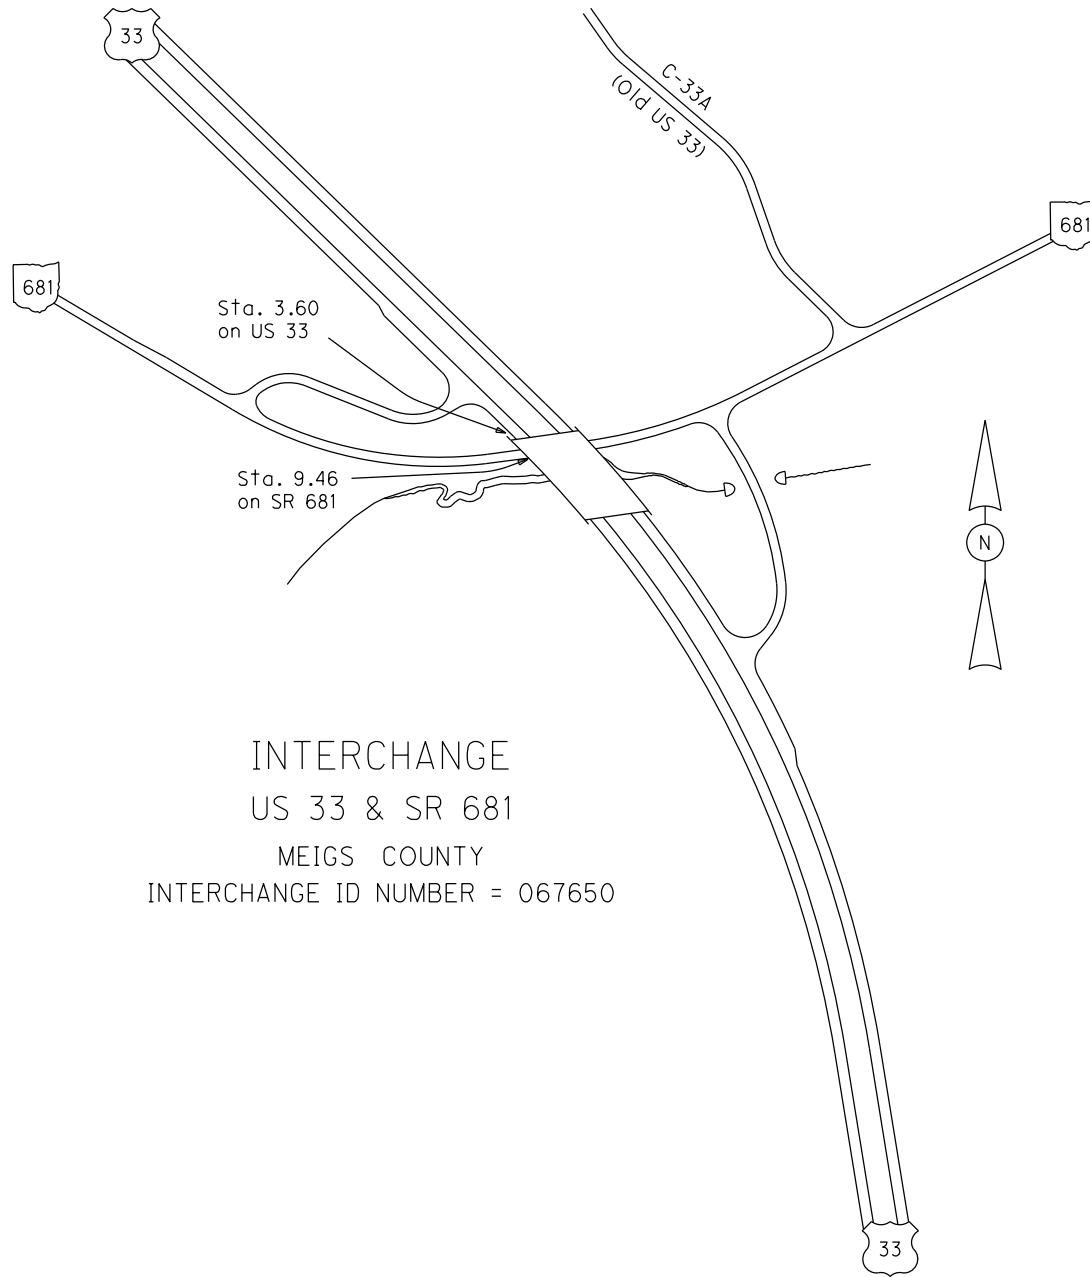 33
C-33A
(Old US 33)
681
681
Sta. 3.60
on US 33
Sta. 9.46
on SR 681
N
INTERCHANGE
US 33 & SR 681
MEIGS COUNTY
INTERCHANGE ID NUMBER = 067650
33